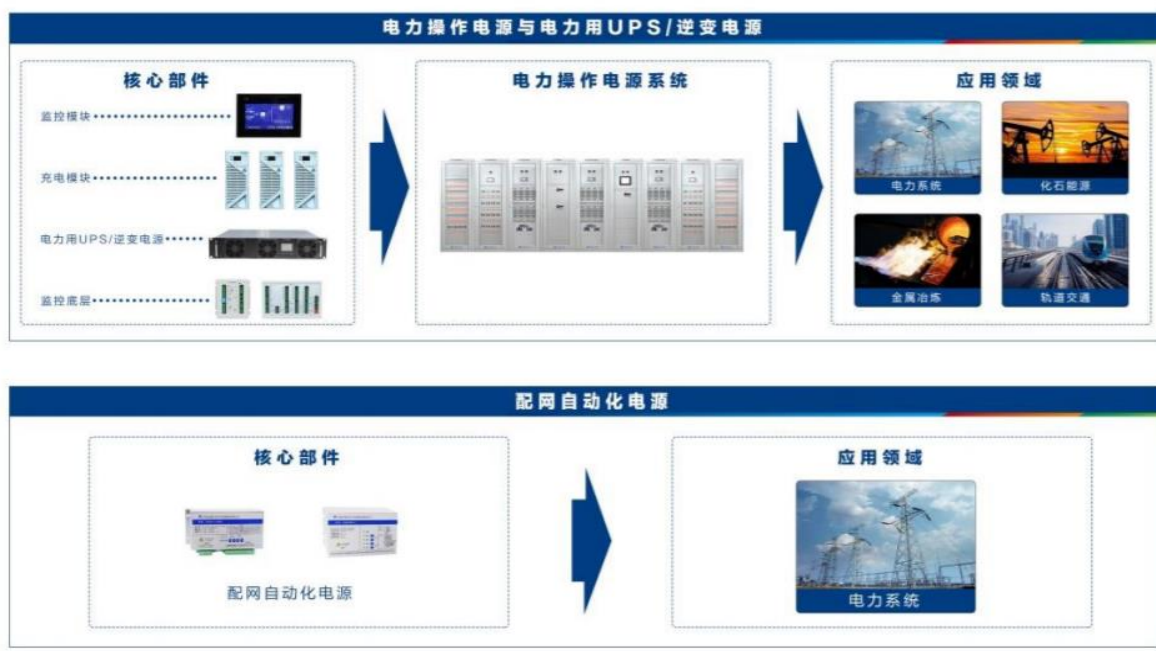 电力操作电源与电力用UPS/逆变电源
核心部件
监控模块
充电模块
电力用UPS/逆变电源
监控底层
电力操作电源系统
应用领域
电力系统
化石能源
金属冶炼
轨道交通
配网自动化电源
核心部件
配网自动化电源
应用领域
电力系统